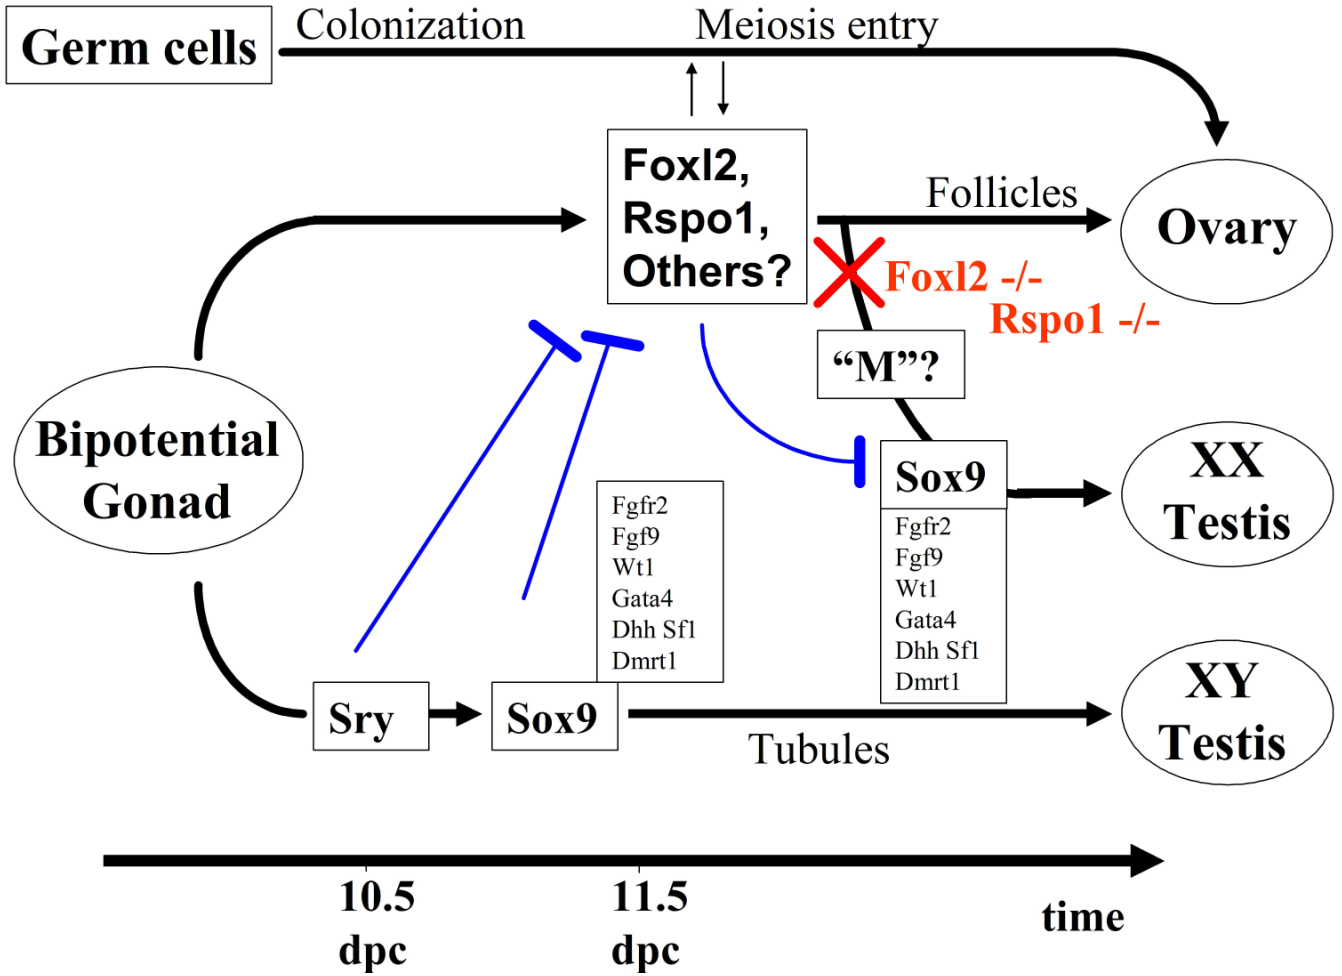 Germ cells
Colonization
Meiosis entry
Foxl2,
Rspo1,
Others?
Follicles
Ovary
Foxl2 -/-
Rspo1 -/-
“M”?
Bipotential
Gonad
Sox9
Fgfr2
Fgf9
Wt1
Gata4
Dhh Sf1
Dmrt1
XX
Testis
Fgfr2
Fgf9
Wt1
Gata4
Dhh Sf1
Dmrt1
Sry
Sox9
Tubules
XY
Testis
10.5
dpc
11.5
dpc
time